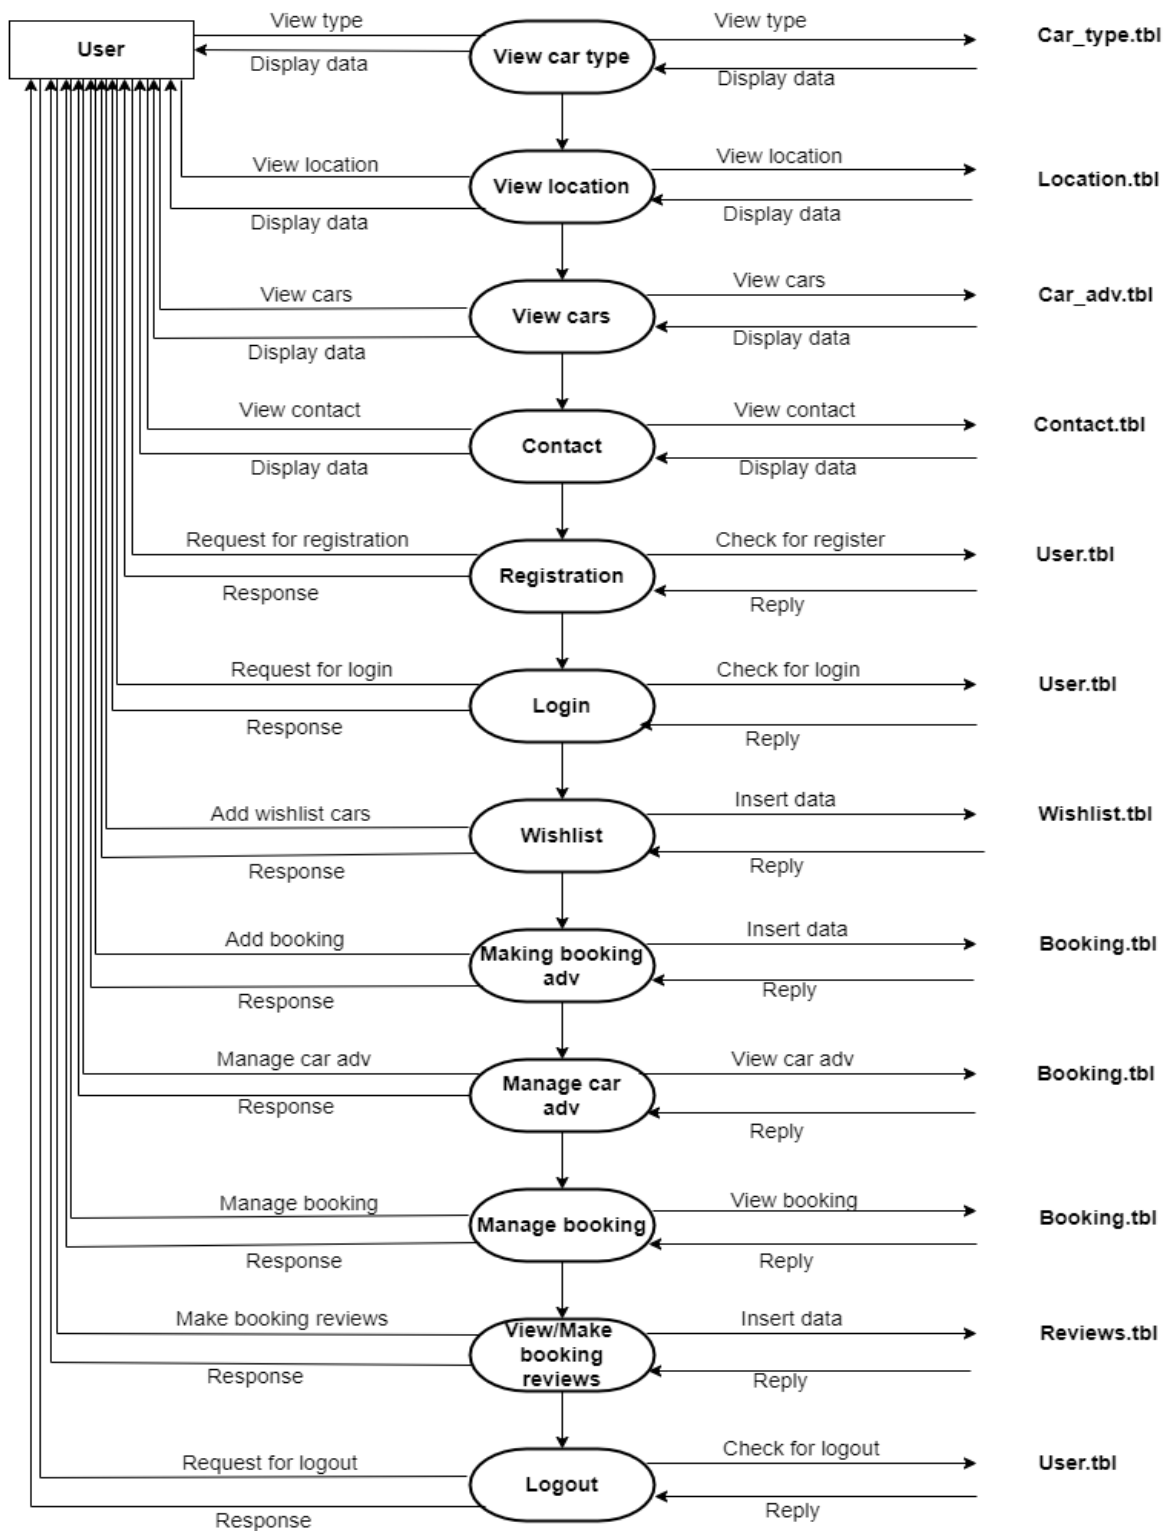 View type
View type
User
View car type
Car_type.tbl
Display data
Display data
View location
View location
View location
Location.tbl
Display data
Display data
View cars
View cars
View cars
Car_adv.tbl
Display data
Display data
View contact
View contact
Contact
Contact.tbl
Display data
Display data
Request for registration
Check for register
Registration
User.tbl
Response
Reply
Request for login
Check for login
Login
User.tbl
Response
Reply
Add wishlist cars
Insert data
Wishlist
Wishlist.tbl
Response
Reply
Add booking
Insert data
Making booking
adv
Booking.tbl
Response
Reply
Manage car adv
View car adv
Manage car
adv
Booking.tbl
Response
Reply
Manage booking
View booking
Manage booking
Booking.tbl
Response
Reply
Make booking reviews
Insert data
View/Make
booking
reviews
Reviews.tbl
Response
Reply
Request for logout
Check for logout
Logout
User.tbl
Response
Reply